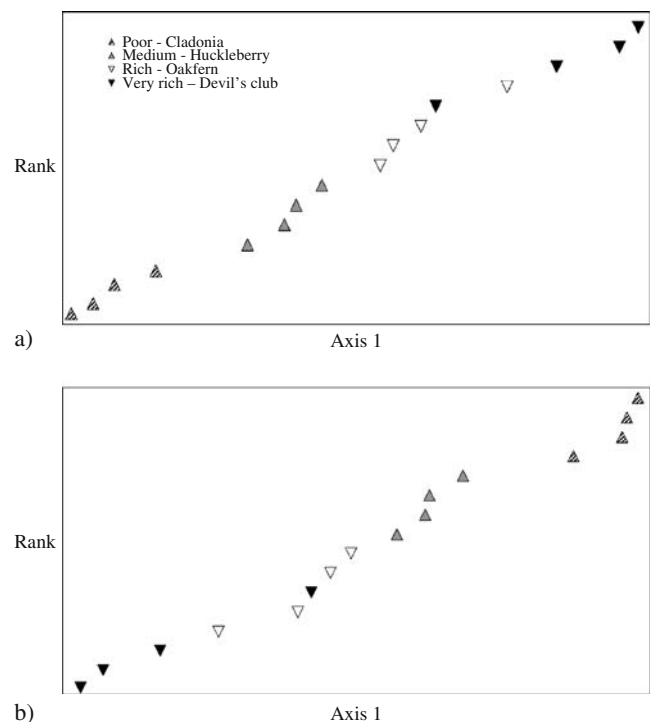 Poor - Cladonia
Medium - Huckleberry
Rich - Oakfern
Very rich – Devil's club
Rank
a)
Axis 1
Rank
b)
Axis 1